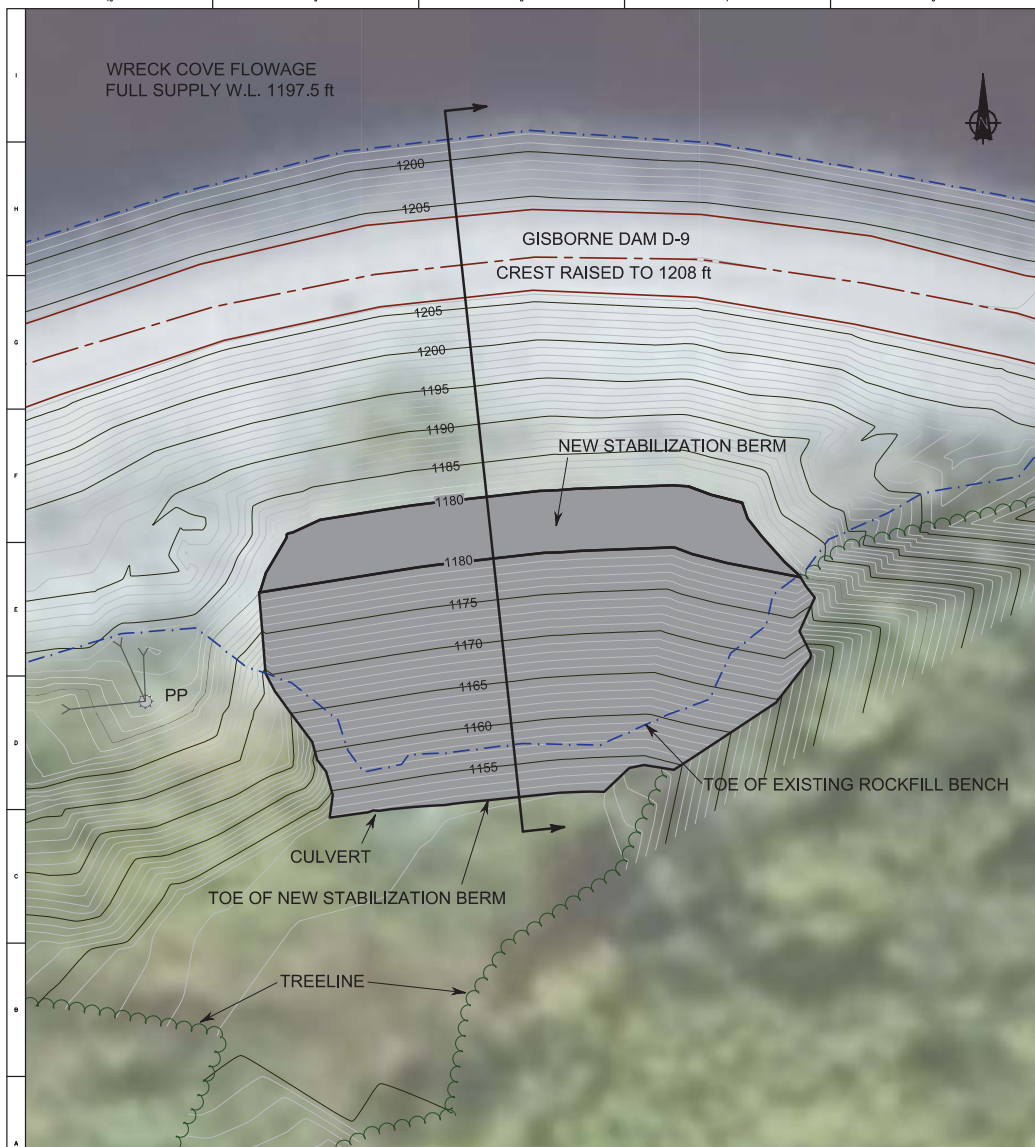 WRECK COVE FLOWAGE
FULL SUPPLY W.L. 1197.5 ft
N
I
1200
H
1205
GISBORNE DAM D-9
CREST RAISED TO 1208 ft
G
1205
1200
1195
1190
F
1185
NEW STABILIZATION BERM
1180
1180
E
1175
1170
PP
1165
D
1160
1155
TOE OF EXISTING ROCKFILL BENCH
CULVERT
C
TOE OF NEW STABILIZATION BERM
TREELINE
B
A